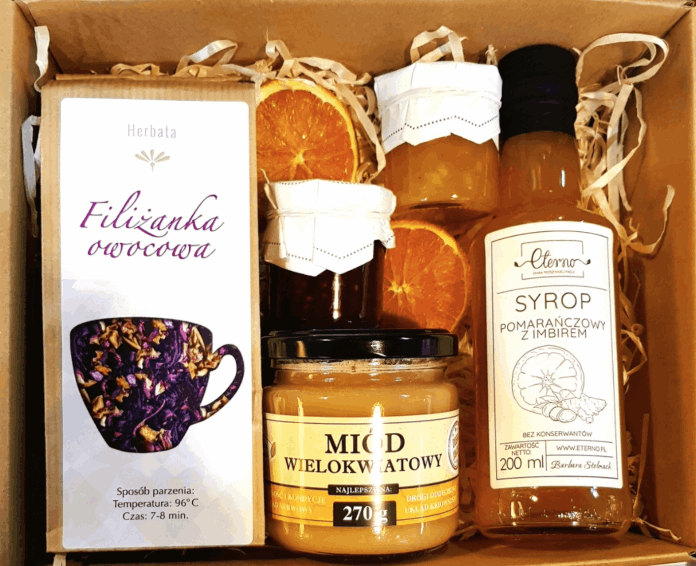 Herbata
Filiżanka
owocowa
Sposób parzenia:
Temperatura: 96°C
Czas: 7-8 min.
MIÓD
WIELOKWIATOWY
NAJLEPSZY NA:
270 g
Eterno
SYROP
POMARAŃCZOWY
Z IMBIREM
BEZ KONSERWANTÓW
ZAWARTOŚĆ
NETTO
200 ml
WWW.ETERNO.PL
Barbara Stelmach